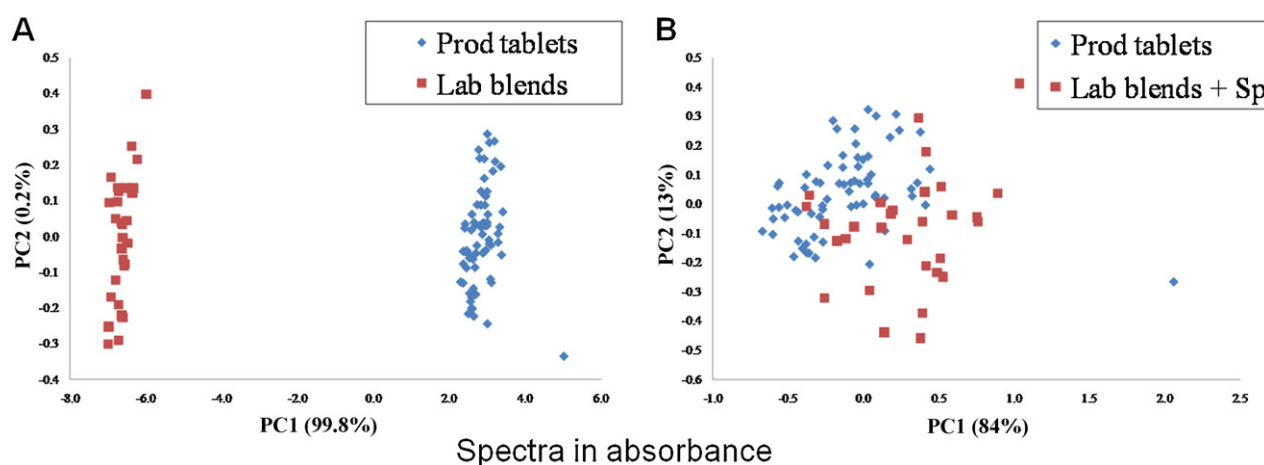 A
Prod tablets
Lab blends
0.5
0.4
0.3
0.2
0.1
0.0
-0.1
-0.2
-0.3
-0.4
PC2 (0.2%)
-8.0 -6.0 -4.0 -2.0 0.0 2.0 4.0 6.0
PC1 (99.8%)
B
Prod tablets
Lab blends + Sp
0.5
0.4
0.3
0.2
0.1
0.0
-0.1
-0.2
-0.3
-0.4
-0.5
-0.6
PC2 (13%)
-1.0 -0.5 0.0 0.5 1.0 1.5 2.0 2.5
PC1 (84%)
Spectra in absorbance